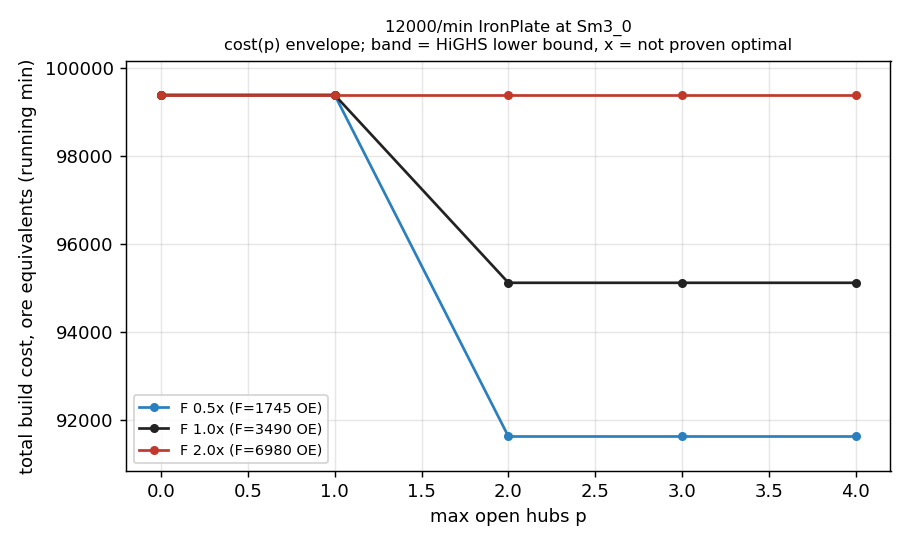 12000/min IronPlate at Sm3_0
cost(p) envelope; band = HiGHS lower bound, x = not proven optimal
total build cost, ore equivalents (running min)
100000
98000
96000
94000
92000
F 0.5x (F=1745 OE)
F 1.0x (F=3490 OE)
F 2.0x (F=6980 OE)
0.0 0.5 1.0 1.5 2.0 2.5 3.0 3.5 4.0
max open hubs p